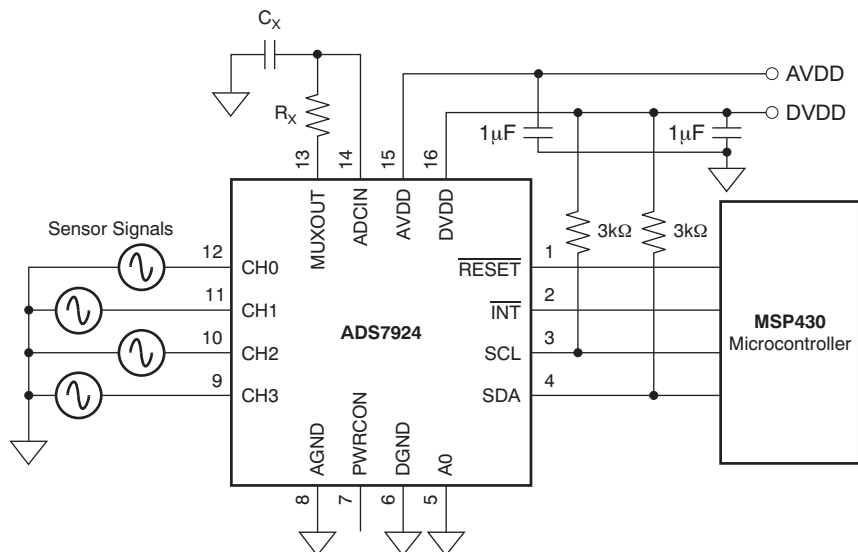 CX
AVDD
DVDD
RX
1µF
1µF
13
14
15
16
MUXOUT
ADCIN
AVDD
DVDD
3kΩ
3kΩ
Sensor Signals
12
CH0
11
CH1
10
CH2
9
CH3
ADS7924
RESET
1
INT
2
SCL
3
SDA
4
MSP430
Microcontroller
AGND
PWRCON
DGND
A0
8
7
6
5